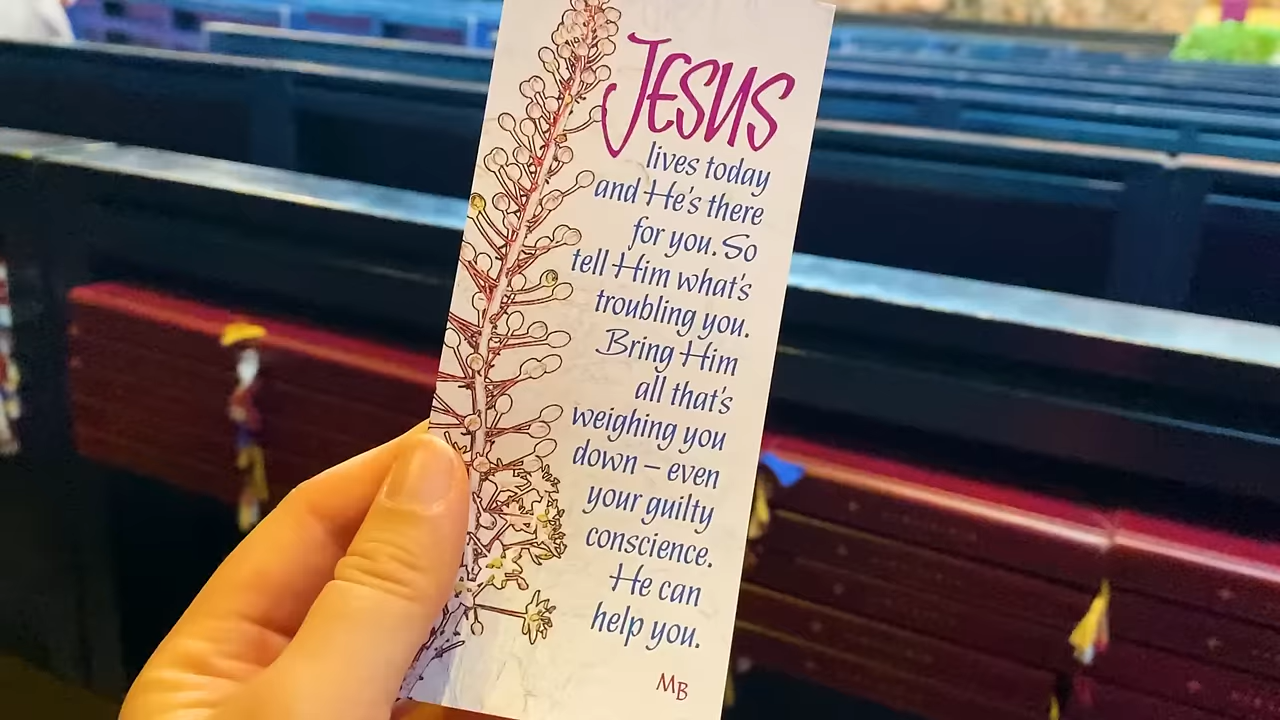 JESUS
lives today
and He's there
for you. So
tell Him what's
troubling you.
Bring Him
all that's
weighing you
down – even
your guilty
conscience.
He can
help you.
MB